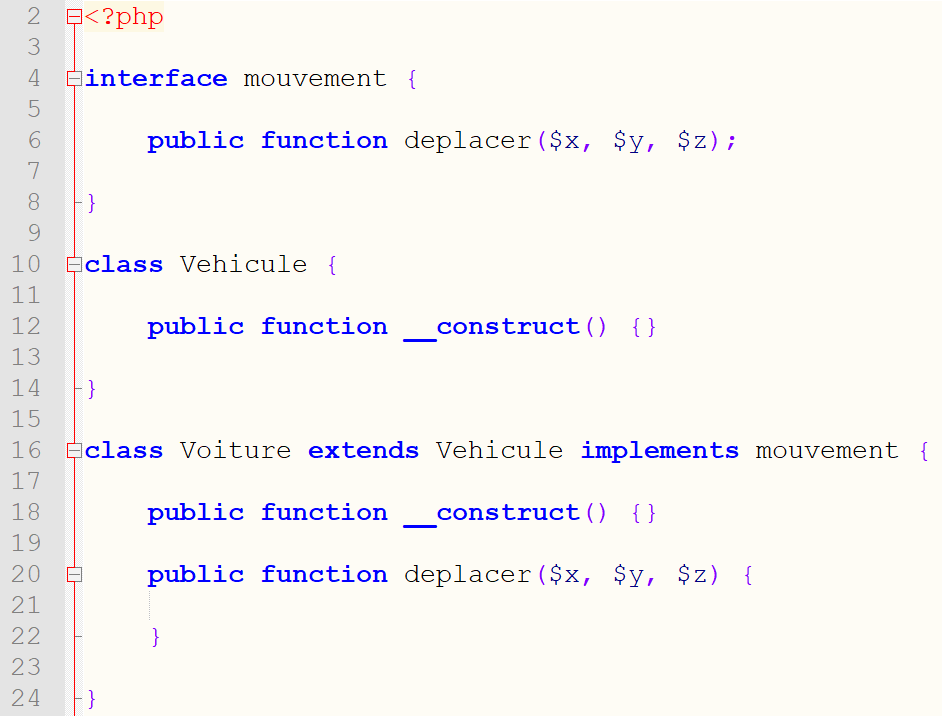 2 <?php
3
4 interface mouvement {
5
6     public function deplacer($x, $y, $z);
7
8 }
9
10 class Vehicule {
11
12     public function __construct() {}
13
14 }
15
16 class Voiture extends Vehicule implements mouvement {
17
18     public function __construct() {}
19
20     public function deplacer($x, $y, $z) {
21
22     }
23
24 }